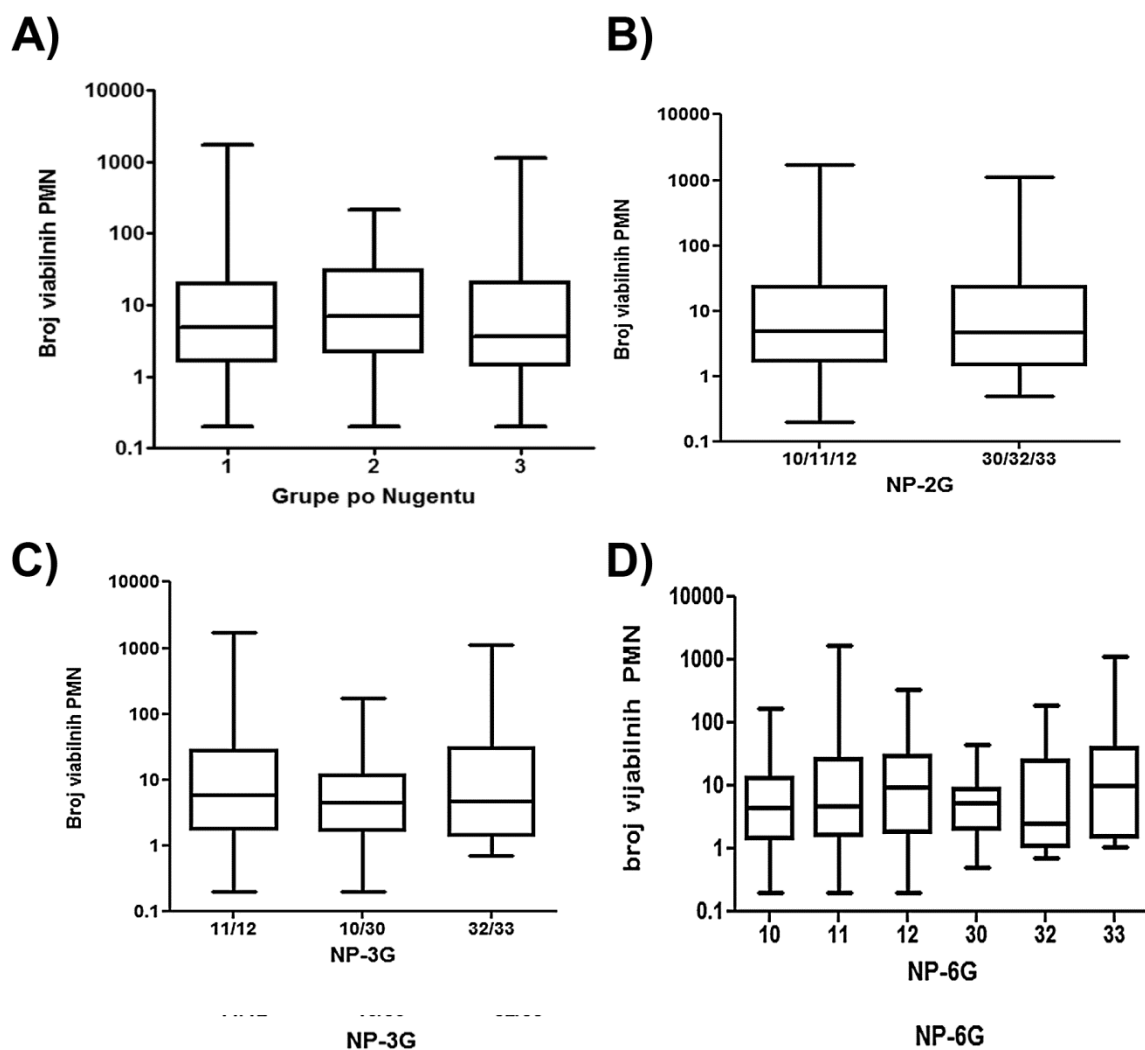 A)
10000
1000
100
10
1
0.1
Broj viabilnih PMN
1 2 3
Grupe po Nugentu
B)
10000
1000
100
10
1
0.1
Broj viabilnih PMN
10/11/12 30/32/33
NP-2G
C)
10000
1000
100
10
1
0.1
Broj viabilnih PMN
11/12 10/30 32/33
NP-3G
NP-3G
D)
10000
1000
100
10
1
0.1
broj vijabilnih PMN
10 11 12 30 32 33
NP-6G
NP-6G